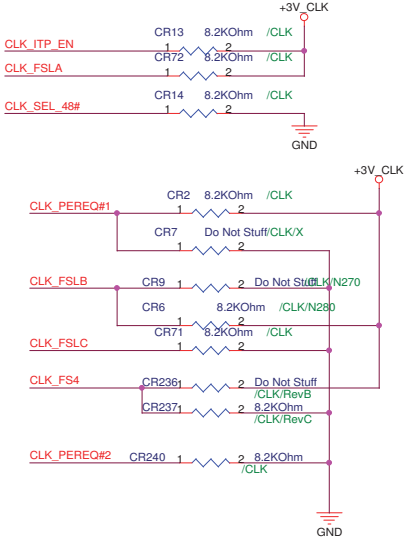 +3V_CLK
CR13 8.2KOhm /CLK
CLK_ITP_EN 1 2
CR72 8.2KOhm /CLK
CLK_FSLA 1 2
CR14 8.2KOhm /CLK
CLK_SEL_48# 1 2
GND
+3V_CLK
CR2 8.2KOhm /CLK
CLK_PEREQ#1 1 2
CR7 Do Not Stuff/CLK/X
1 2
CLK_FSLB CR9 Do Not Stuff/CLK/N270
1 2
CR6 8.2KOhm /CLK/N280
1 2
CR71 8.2KOhm /CLK
CLK_FSLC 1 2
CLK_FS4 CR236 1 2 Do Not Stuff
/CLK/RevB
CR237 1 2 8.2KOhm
/CLK/RevC
CLK_PEREQ#2 CR240 1 2 8.2KOhm
/CLK
GND